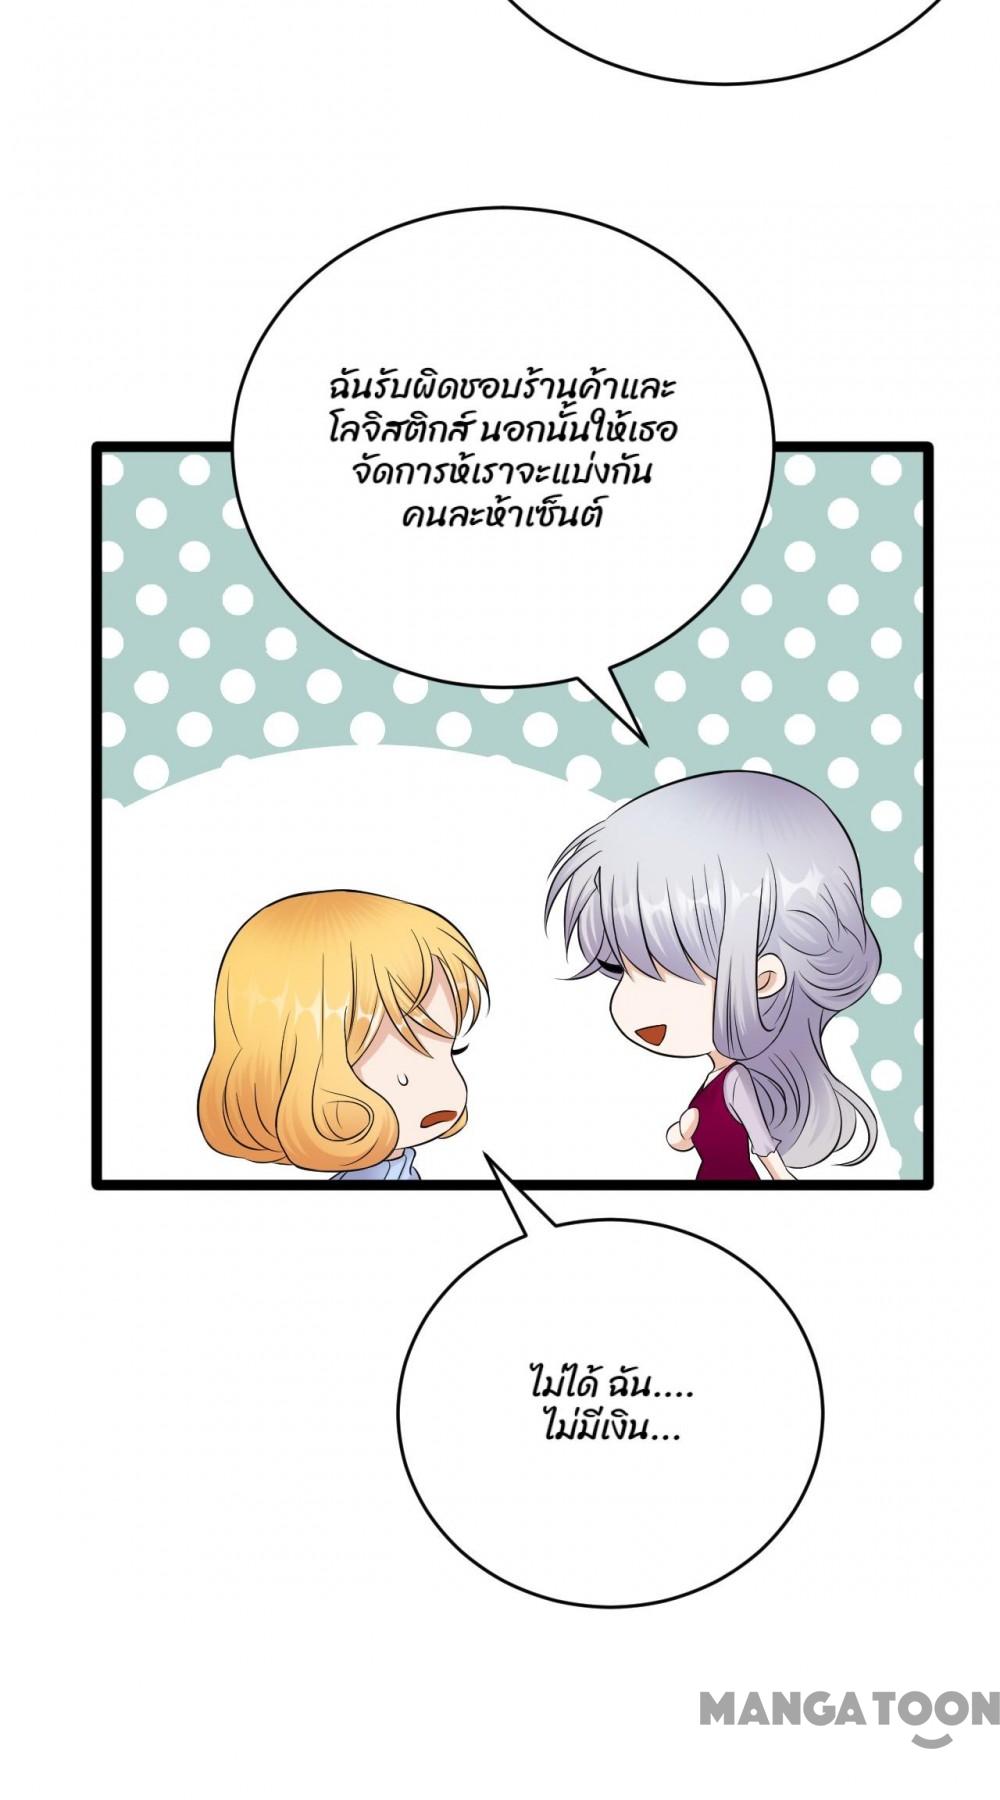 ฉันรับผิดชอบร้านค้าและ
โลจิสติกส์ นอกนั้นให้เธอ
จัดการห้เราจะแบ่งกัน
คนละห้าเซ็นต์
ไม่ได้ ฉัน....
ไม่มีเงิน...
MANGATOON